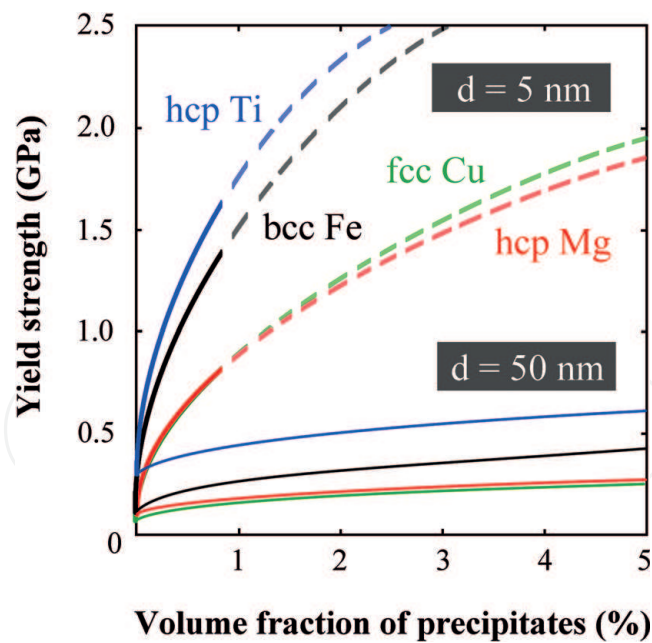 2.5
2.0
1.5
1.0
0.5
0
Yield strength (GPa)
hcp Ti
d = 5 nm
fcc Cu
bcc Fe
hcp Mg
d = 50 nm
1 2 3 4 5
Volume fraction of precipitates (%)